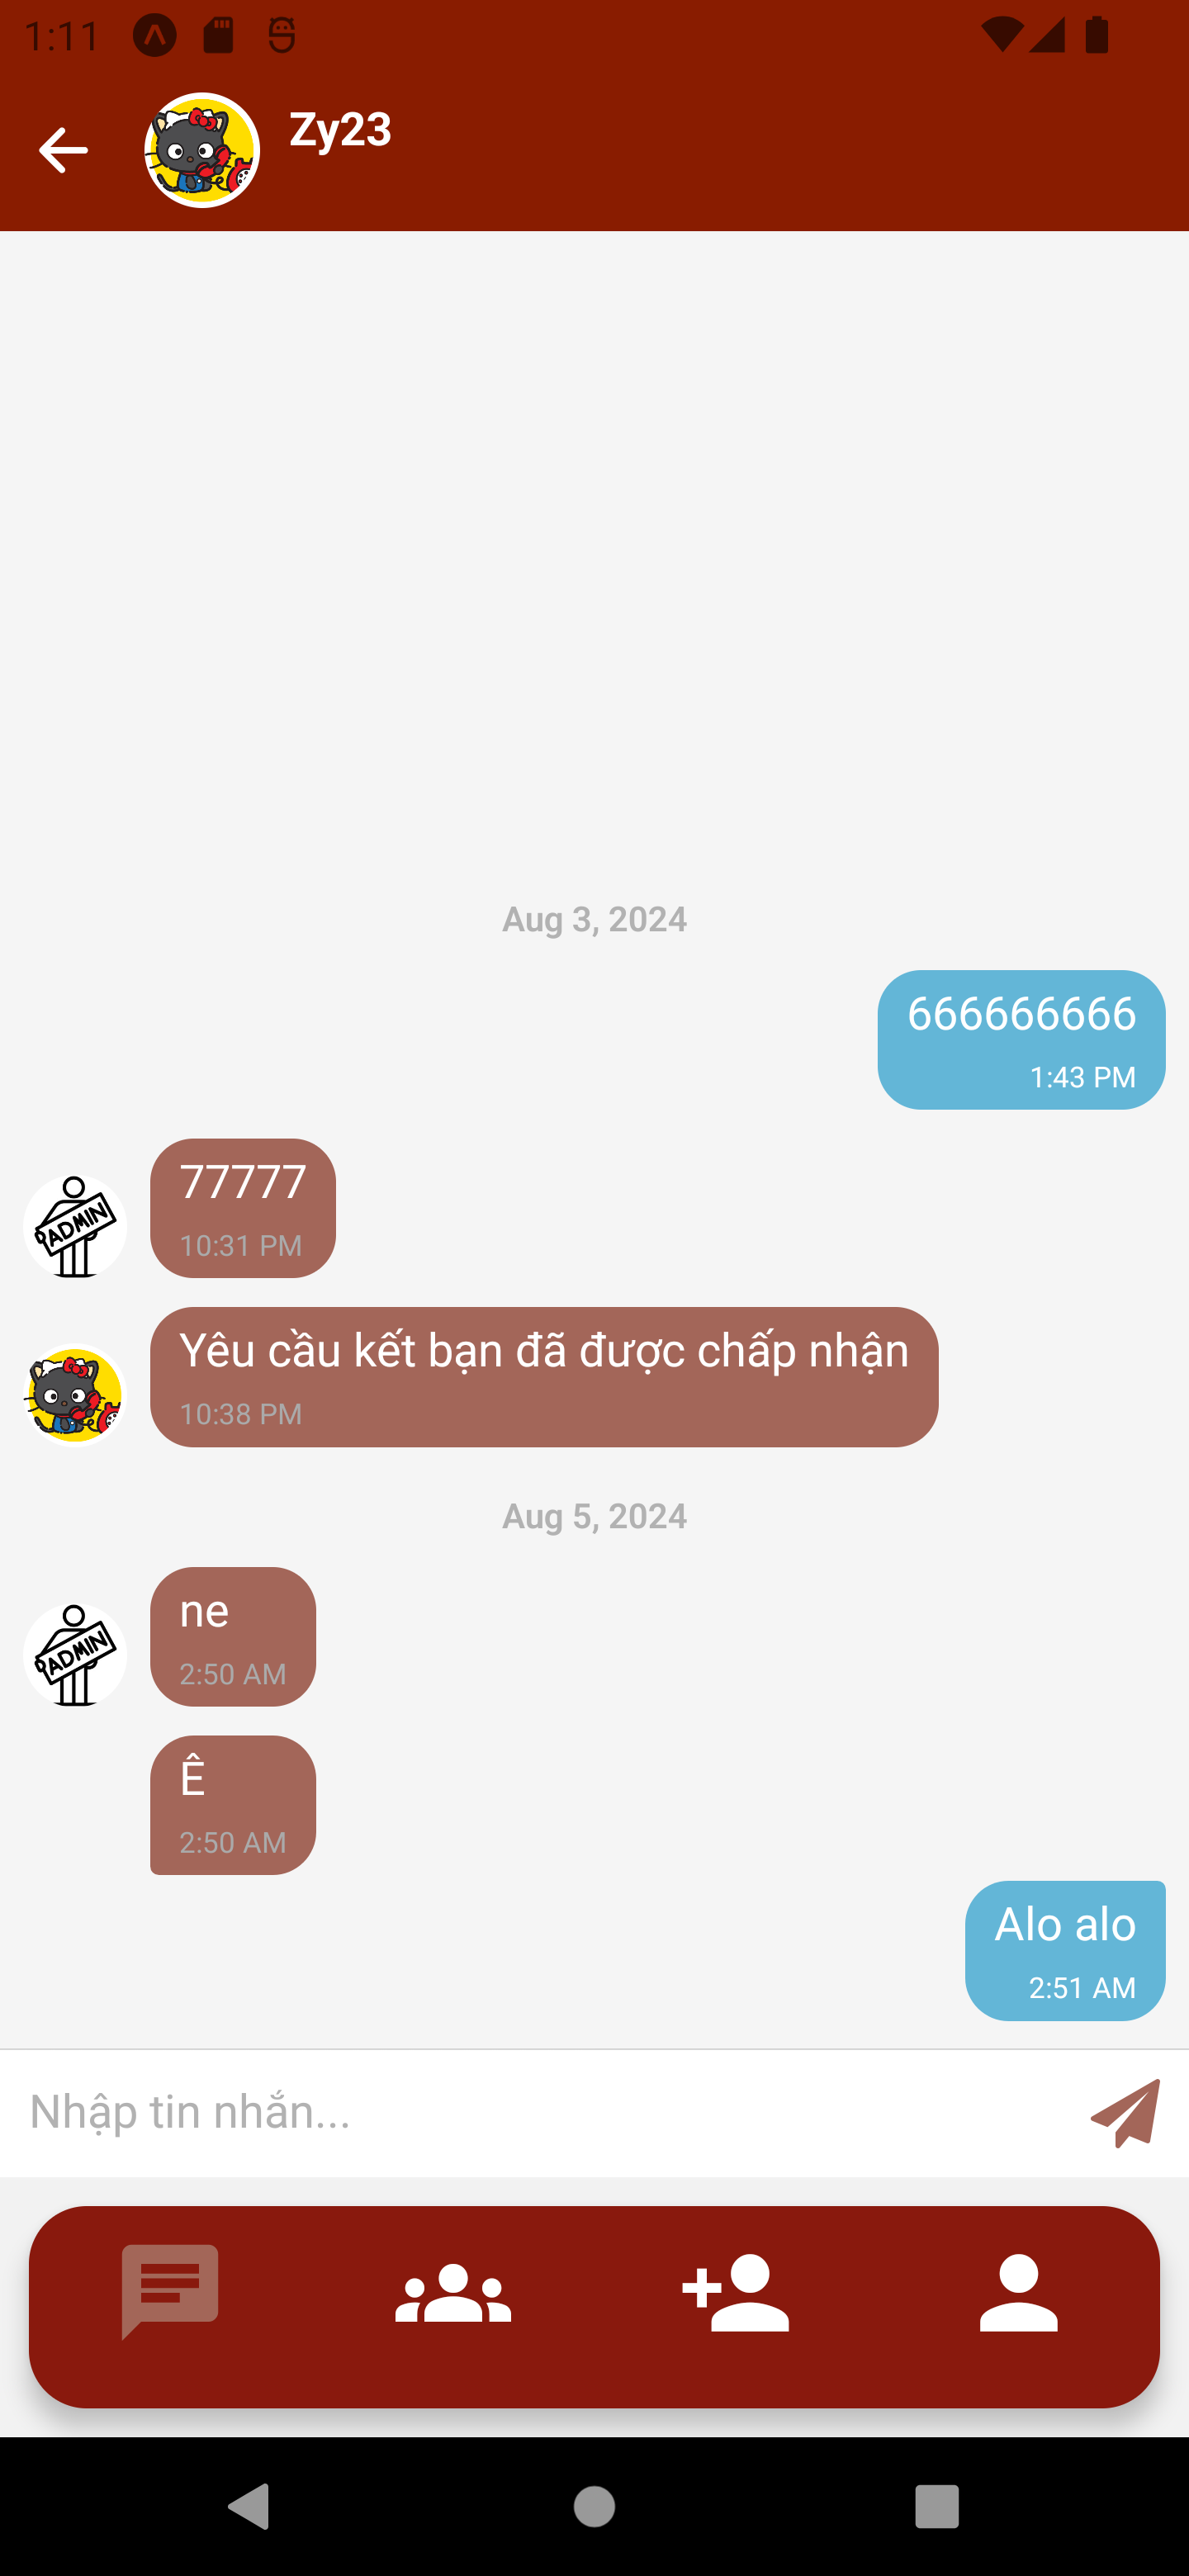 1:11
Zy23
Aug 3, 2024
666666666
1:43 PM
77777
10:31 PM
ADMIN
Yêu cầu kết bạn đã được chấp nhận
10:38 PM
Aug 5, 2024
ne
2:50 AM
ADMIN
Ê
2:50 AM
Alo alo
2:51 AM
Nhập tin nhắn...